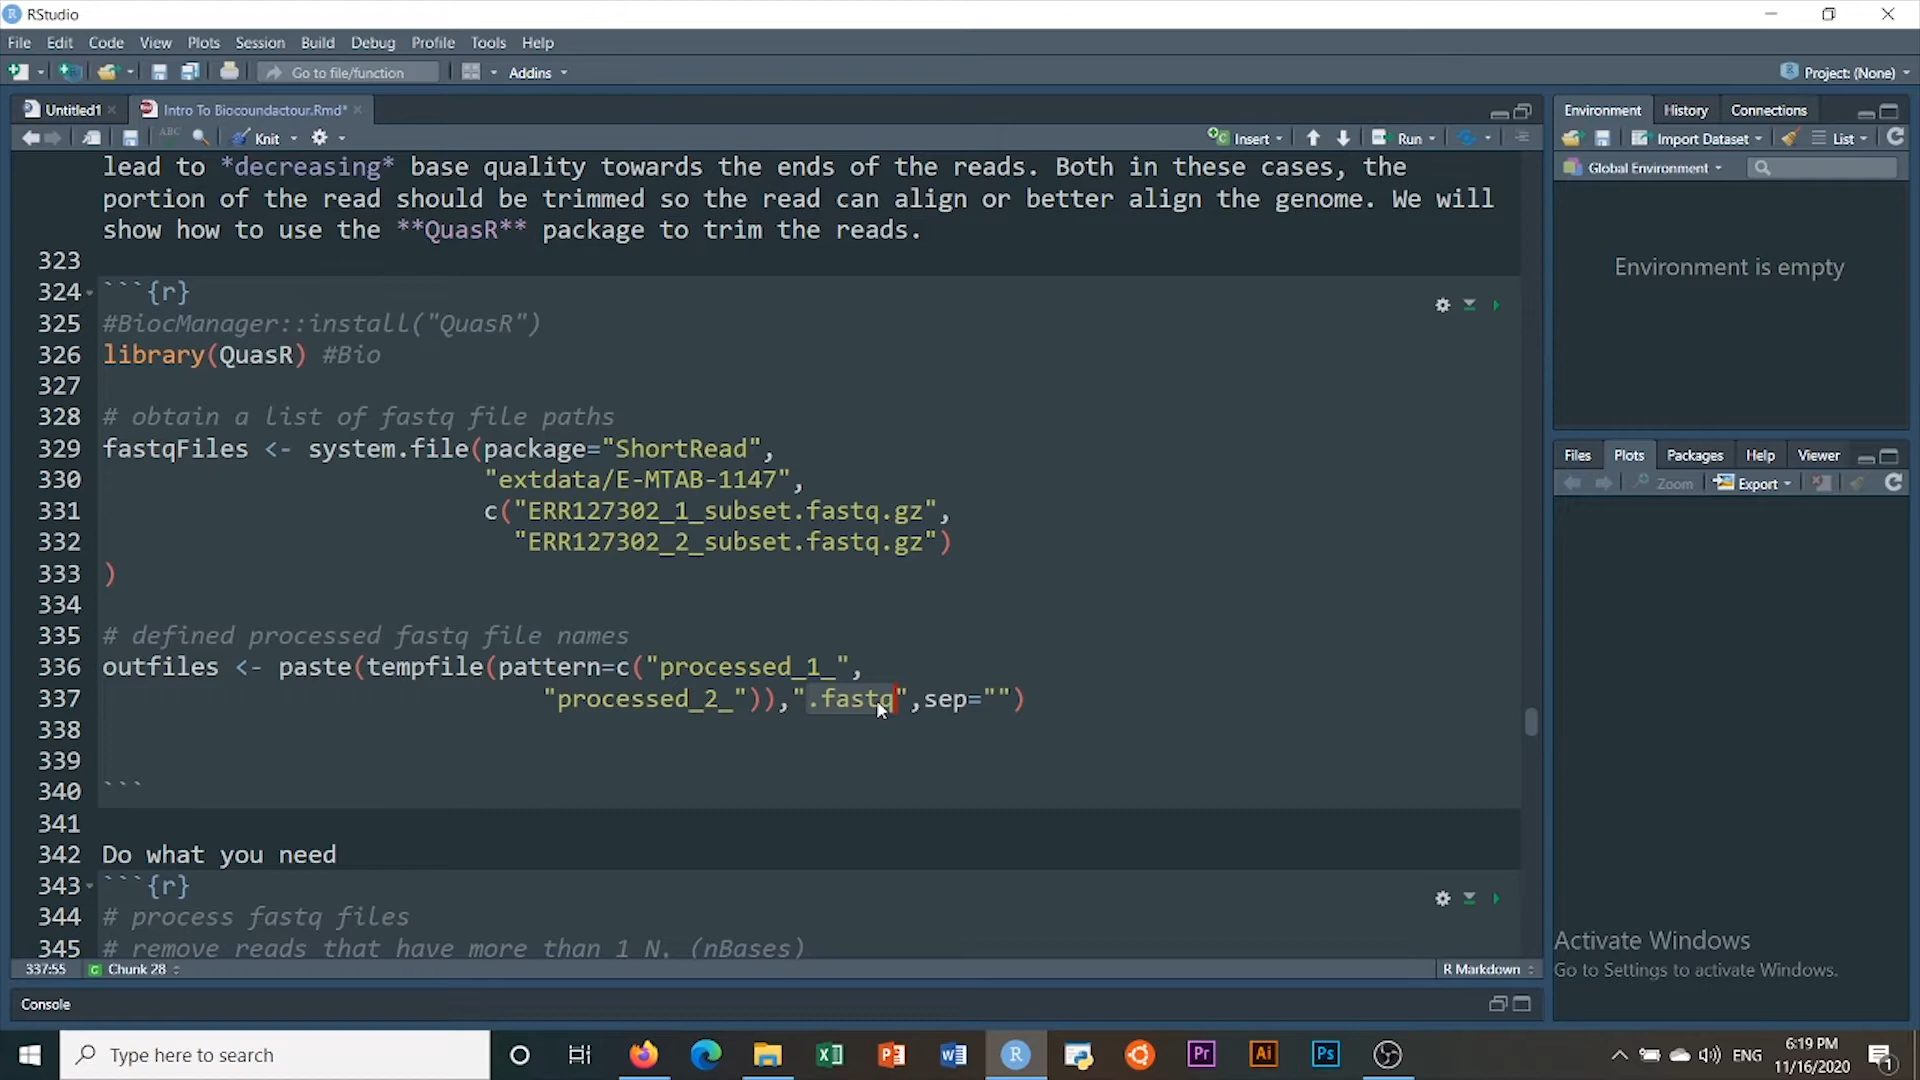 RStudio
File Edit Code View Plots Session Build Debug Profile Tools Help
Go to file/function Addins Project: (None)
Untitled1 Intro To Biocoundactour.Rmd*
ABC Knit Insert Run
lead to *decreasing* base quality towards the ends of the reads. Both in these cases, the
portion of the read should be trimmed so the read can align or better align the genome. We will
show how to use the **QuasR** package to trim the reads.
323
324 ```{r}
325 #BiocManager::install("QuasR")
326 library(QuasR) #Bio
327
328 # obtain a list of fastq file paths
329 fastqFiles <- system.file(package="ShortRead",
330 "extdata/E-MTAB-1147",
331 c("ERR127302_1_subset.fastq.gz",
332 "ERR127302_2_subset.fastq.gz")
333 )
334
335 # defined processed fastq file names
336 outfiles <- paste(tempfile(pattern=c("processed_1_",
337 "processed_2_")),".fastq",sep="")
338
339
340 ```
341
342 Do what you need
343 ```{r}
344 # process fastq files
345 # remove reads that have more than 1 N, (nBases)
337:55 Chunk 28 R Markdown
Console
Environment History Connections
Import Dataset List
Global Environment
Environment is empty
Files Plots Packages Help Viewer
Zoom Export
Activate Windows
Go to Settings to activate Windows.
Type here to search
R Pr Ai Ps
ENG
6:19 PM
11/16/2020
1